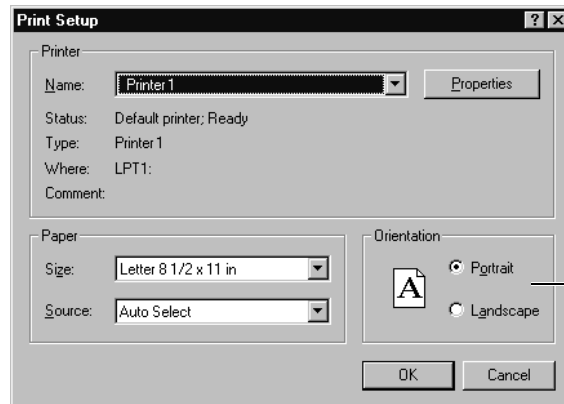 Print Setup
Printer
Name: Printer 1 Properties
Status: Default printer; Ready
Type: Printer 1
Where: LPT1:
Comment:
Paper Orientation
Size: Letter 8 1/2 x 11 in Portrait
A
Source: Auto Select Landscape
OK Cancel